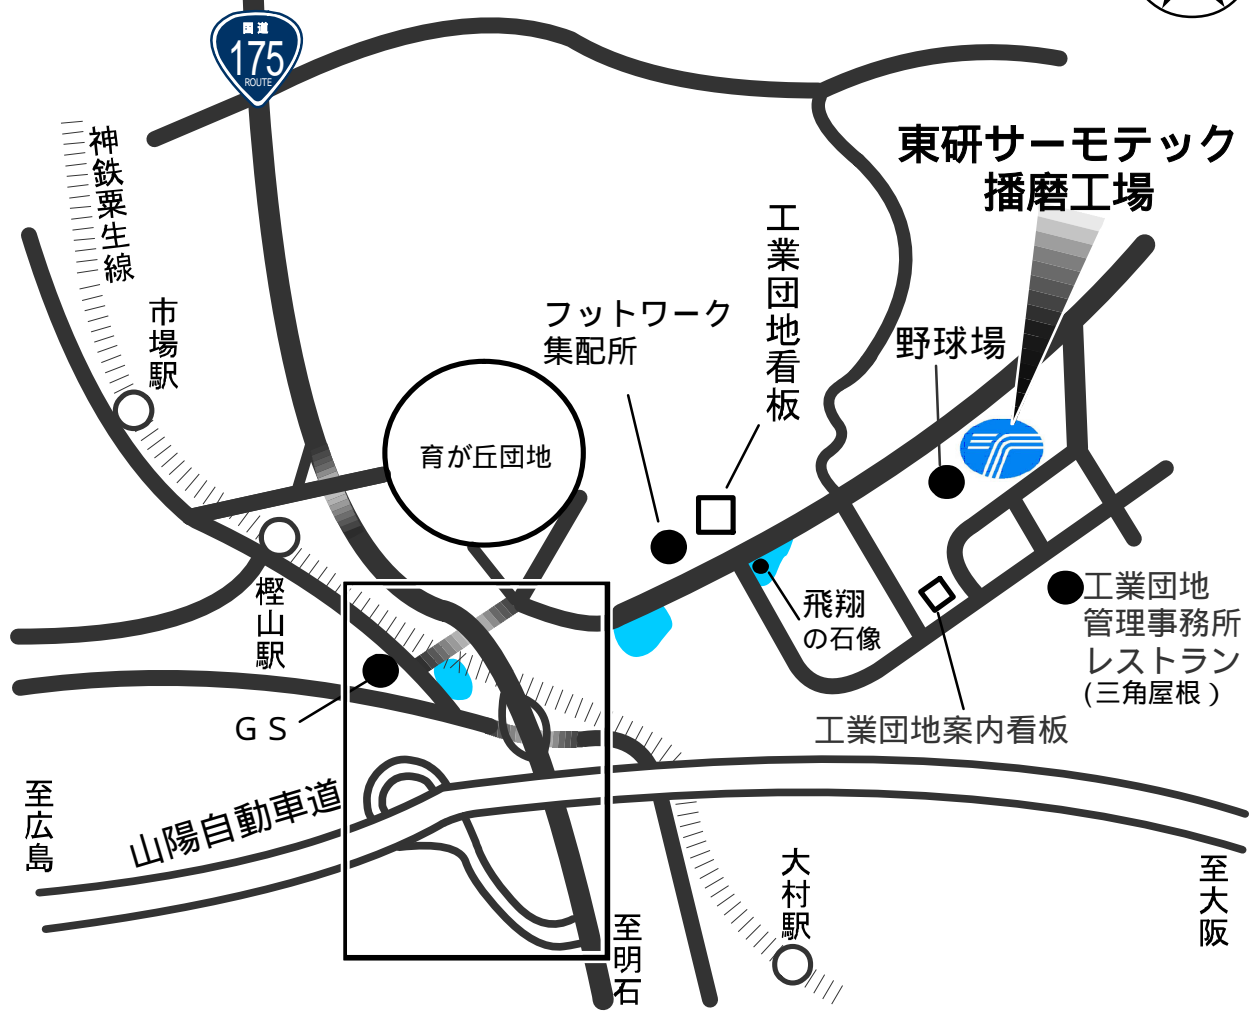 国道
175
ROUTE
神鉄粟生線
市場駅
東研サーモテック
播磨工場
工業団地看板
フットワーク
集配所
野球場
育が丘団地
樫山駅
飛翔
の石像
工業団地
管理事務所
レストラン
(三角屋根)
工業団地案内看板
GS
山陽自動車道
至広島
大村駅
至大阪
至明石